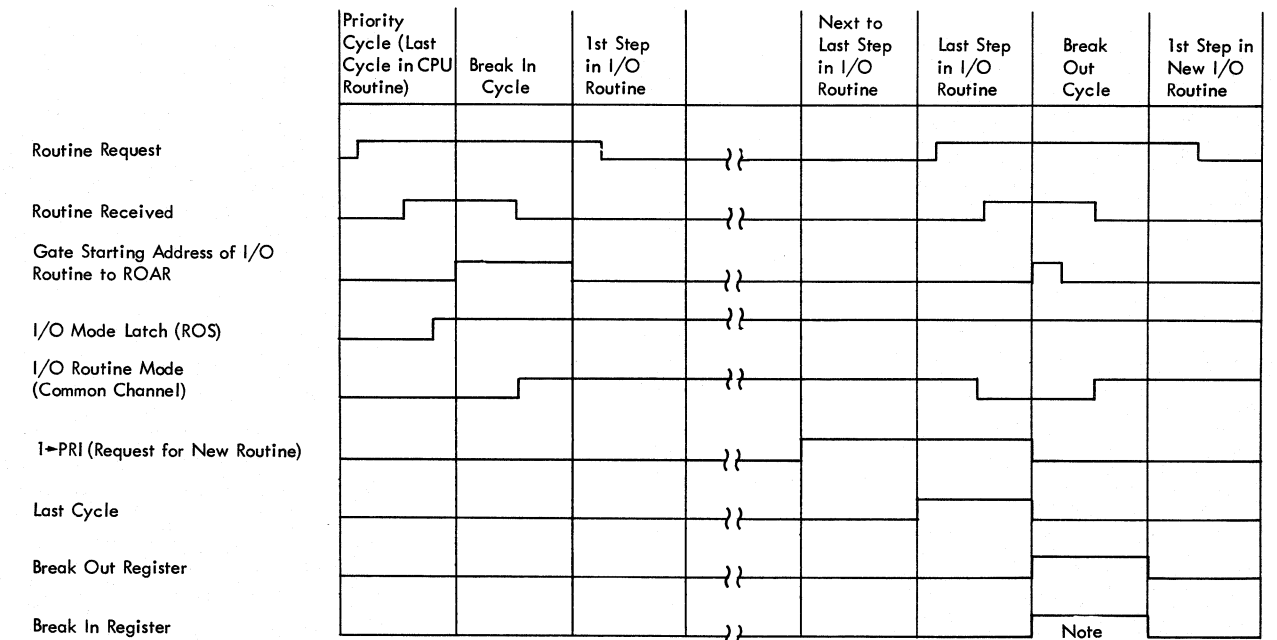 Priority
Cycle (Last
Cycle in CPU
Routine)
Break In
Cycle
1st Step
in I/O
Routine
Next to
Last Step
in I/O
Routine
Last Step
in I/O
Routine
Break
Out
Cycle
1st Step in
New I/O
Routine
Routine Request
Routine Received
Gate Starting Address of I/O
Routine to ROAR
I/O Mode Latch (ROS)
I/O Routine Mode
(Common Channel)
1→PRI (Request for New Routine)
Last Cycle
Break Out Register
Break In Register
Note